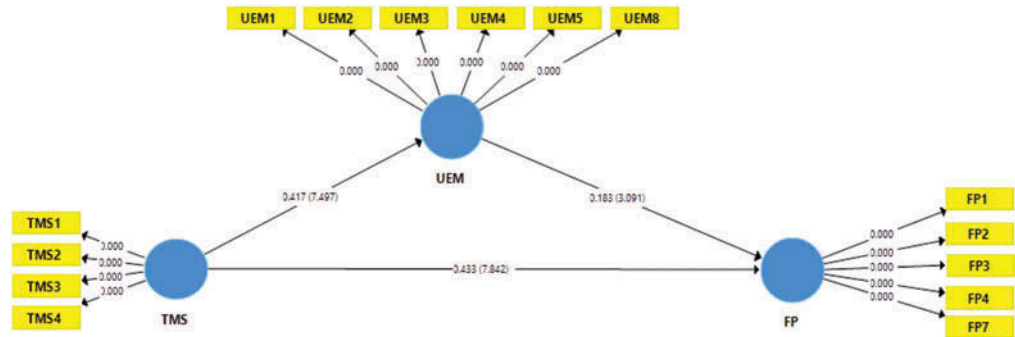 UEM1 UEM2 UEM3 UEM4 UEM5 UEM8
0.000 0.000 0.000 0.000 0.000 0.000
UEM
0.417 (7.497)
0.183 (3.091)
TMS1
TMS2
TMS3
TMS4
0.000
0.000
0.000
0.000
TMS
0.433 (7.842)
FP
0.000
0.000
0.000
0.000
0.000
FP1
FP2
FP3
FP4
FP7